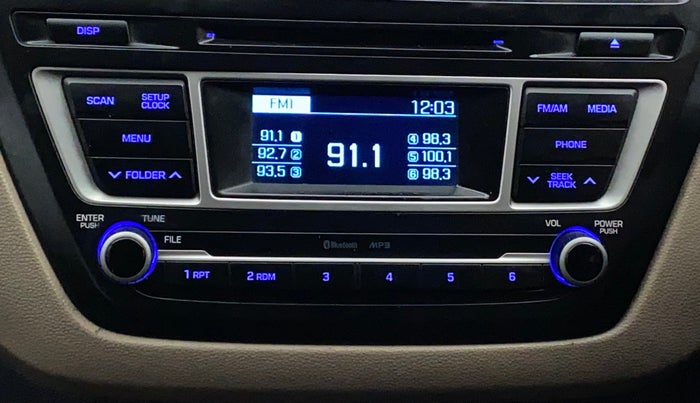 DISP
SCAN SETUP CLOCK
MENU
FOLDER
FM1 12:03
91.1 1 4 98.3
92.7 2 91.1 5 100.1
93.5 3 6 98.3
FM/AM MEDIA
PHONE
SEEK TRACK
ENTER PUSH TUNE
FILE
Bluetooth MP3
VOL POWER PUSH
1 RPT 2 RDM 3 4 5 6